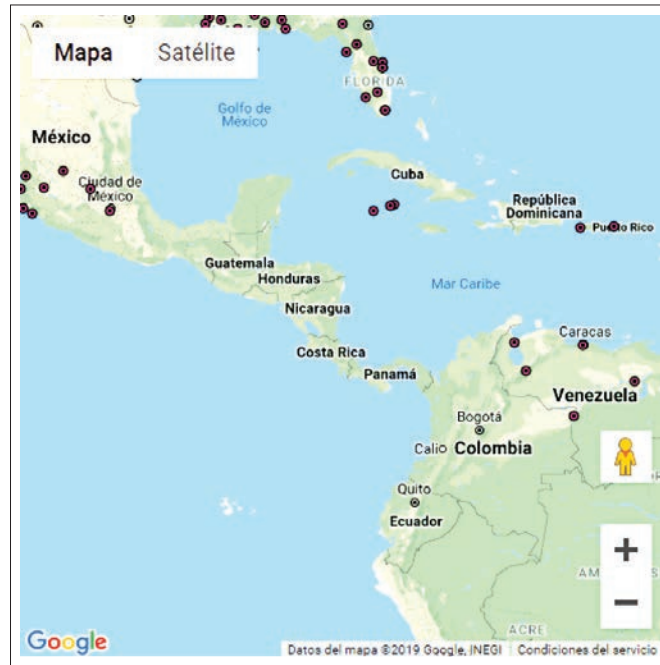 Mapa Satélite
FLORIDA
Golfo de
México
México
Ciudad de
México
Cuba
República
Dominicana
Puerto Rico
Guatemala
Honduras
Mar Caribe
Nicaragua
Costa Rica
Panamá
Caracas
Venezuela
Bogotá
Cali
Colombia
Quito
Ecuador
+
AM
−
ACRE
Google
Datos del mapa ©2019 Google, INEGI
Condiciones del servicio